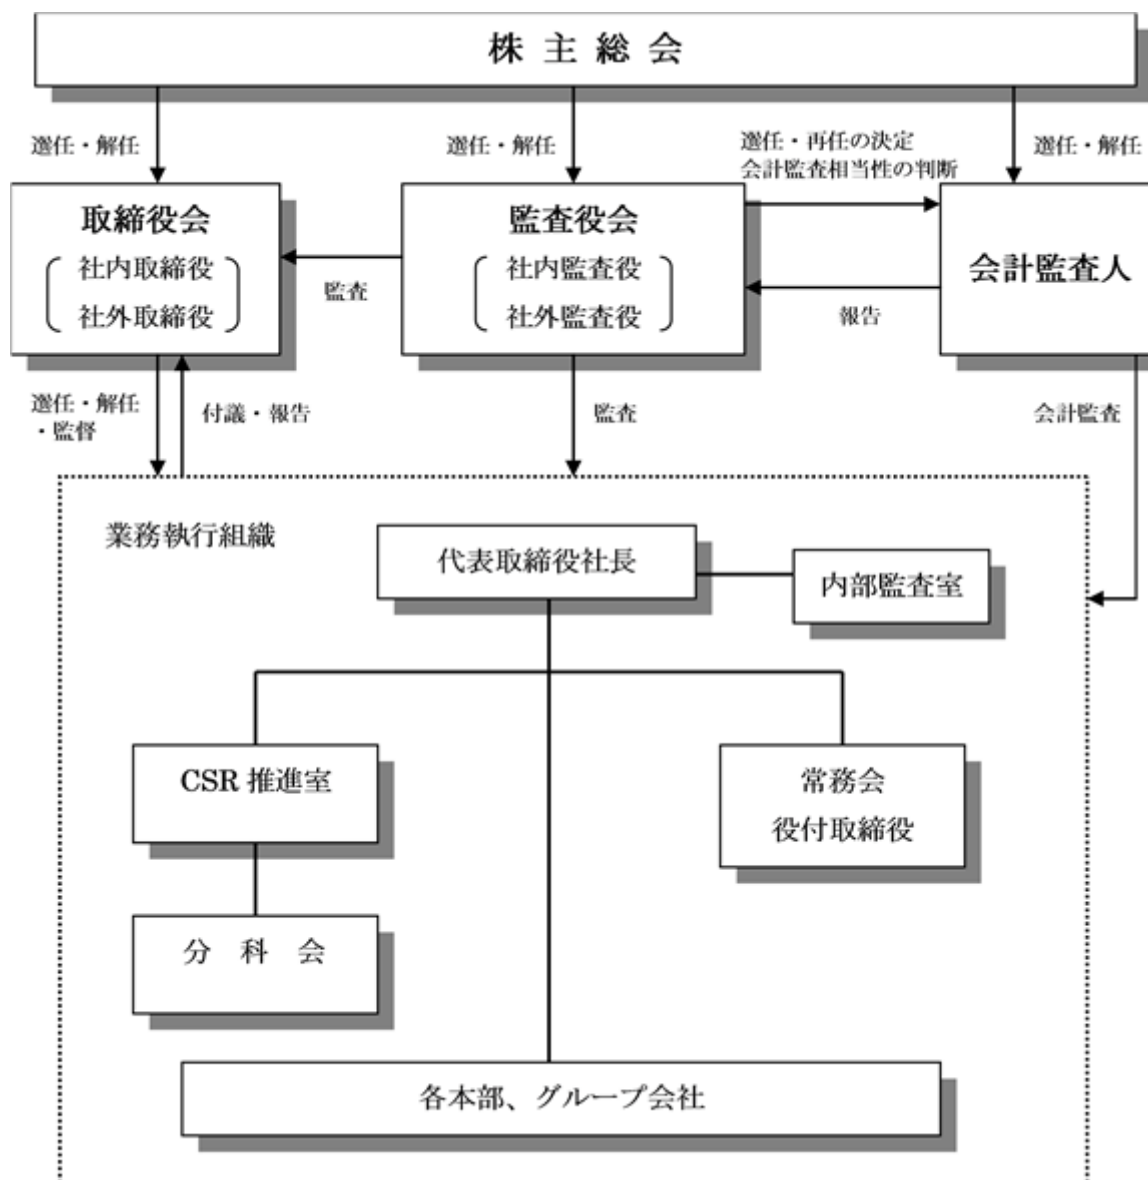 株主総会
選任・解任
選任・解任
選任・再任の決定
会計監査相当性の判断
選任・解任
取締役会
社内取締役
社外取締役
監査
監査役会
社内監査役
社外監査役
報告
会計監査人
選任・解任
・監督
付議・報告
監査
会計監査
業務執行組織
代表取締役社長
内部監査室
CSR 推進室
常務会
役付取締役
分科会
各本部、グループ会社